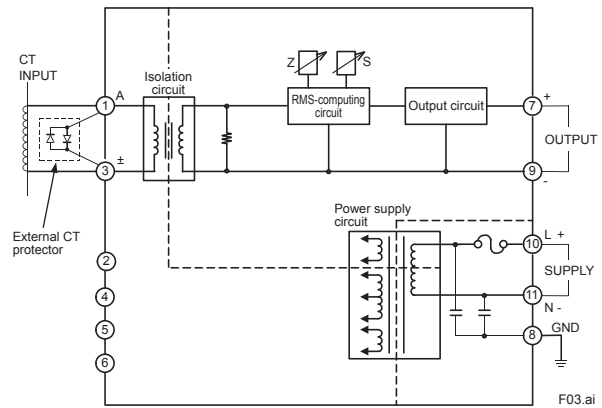 CT
INPUT
1
A
Isolation
circuit
Z
S
RMS-computing
circuit
Output circuit
7
+
OUTPUT
3
±
9
-
External CT
protector
Power supply
circuit
2
10
L +
SUPPLY
4
11
N -
5
8
GND
6
F03.ai